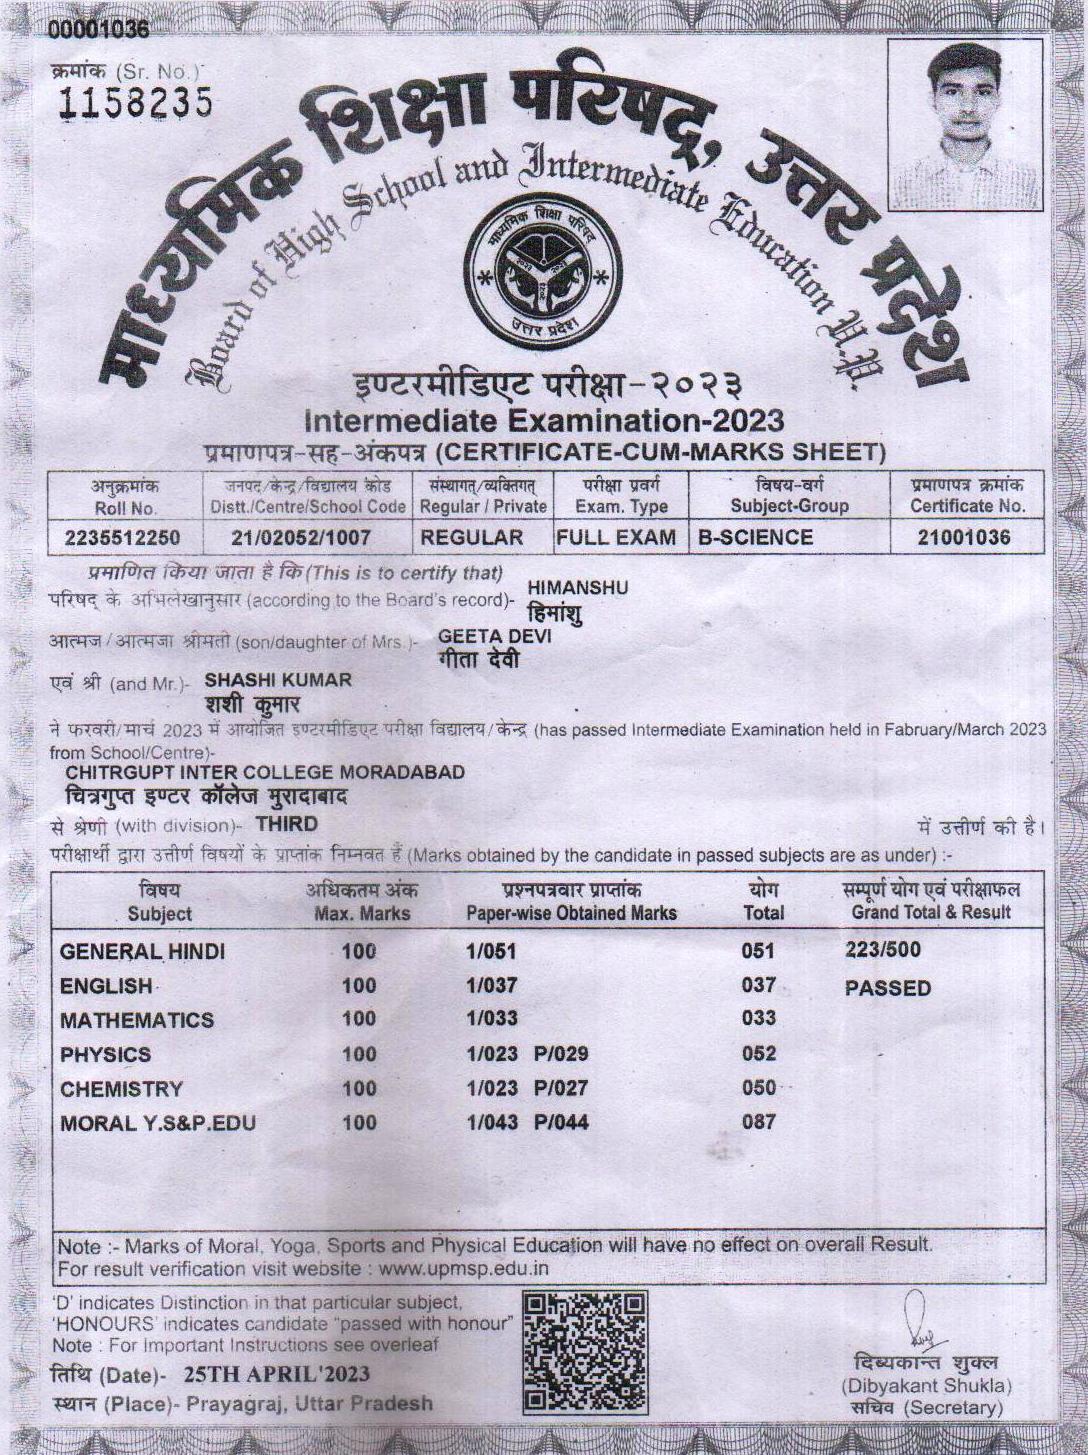 00001036
क्रमांक (Sr. No.)
1158235
माध्यमिक शिक्षा परिषद्, उत्तर प्रदेश
Board of High School and Intermediate Education U.P.
माध्यमिक शिक्षा परिषद्
उत्तर प्रदेश
इण्टरमीडिएट परीक्षा-२०२३
Intermediate Examination-2023
प्रमाणपत्र-सह-अंकपत्र (CERTIFICATE-CUM-MARKS SHEET)
अनुक्रमांक जनपद/केन्द्र/विद्यालय कोड संस्थागत्/व्यक्तिगत् परीक्षा प्रवर्ग विषय-वर्ग प्रमाणपत्र क्रमांक
Roll No. Distt./Centre/School Code Regular / Private Exam. Type Subject-Group Certificate No.
2235512250 21/02052/1007 REGULAR FULL EXAM B-SCIENCE 21001036
प्रमाणित किया जाता है कि (This is to certify that)
परिषद् के अभिलेखानुसार (according to the Board's record)- HIMANSHU
हिमांशु
आत्मज/आत्मजा श्रीमती (son/daughter of Mrs.)- GEETA DEVI
गीता देवी
एवं श्री (and Mr.)- SHASHI KUMAR
शशी कुमार
ने फरवरी/मार्च 2023 में आयोजित इण्टरमीडिएट परीक्षा विद्यालय/केन्द्र (has passed Intermediate Examination held in Fabruary/March 2023
from School/Centre)-
CHITRGUPT INTER COLLEGE MORADABAD
चित्रगुप्त इण्टर कॉलेज मुरादाबाद
से श्रेणी (with division)- THIRD में उत्तीर्ण की है।
परीक्षार्थी द्वारा उत्तीर्ण विषयों के प्राप्तांक निम्नवत हैं (Marks obtained by the candidate in passed subjects are as under) :-
विषय अधिकतम अंक प्रश्नपत्रवार प्राप्तांक योग सम्पूर्ण योग एवं परीक्षाफल
Subject Max. Marks Paper-wise Obtained Marks Total Grand Total & Result
GENERAL HINDI 100 1/051 051 223/500
ENGLISH 100 1/037 037 PASSED
MATHEMATICS 100 1/033 033
PHYSICS 100 1/023 P/029 052
CHEMISTRY 100 1/023 P/027 050
MORAL Y.S&P.EDU 100 1/043 P/044 087
Note :- Marks of Moral, Yoga, Sports and Physical Education will have no effect on overall Result.
For result verification visit website : www.upmsp.edu.in
'D' indicates Distinction in that particular subject,
'HONOURS' indicates candidate "passed with honour"
Note : For Important Instructions see overleaf
तिथि (Date)- 25TH APRIL'2023
स्थान (Place)- Prayagraj, Uttar Pradesh
दिब्यकान्त शुक्ल
(Dibyakant Shukla)
सचिव (Secretary)